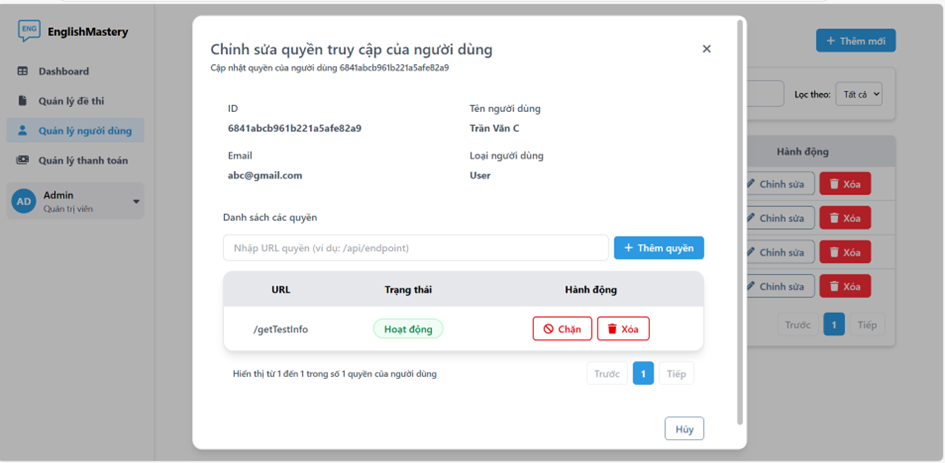 ENG
EnglishMastery
Dashboard
Quản lý đề thi
Quản lý người dùng
Quản lý thanh toán
AD
Admin
Quản trị viên
Chỉnh sửa quyền truy cập của người dùng
Cập nhật quyền của người dùng 6841abcb961b221a5afe82a9
ID
6841abcb961b221a5afe82a9
Tên người dùng
Trần Văn C
Email
abc@gmail.com
Loại người dùng
User
Danh sách các quyền
Nhập URL quyền (ví dụ: /api/endpoint)
+ Thêm quyền
URL Trạng thái Hành động
/getTestInfo Hoạt động Chặn Xóa
Hiển thị từ 1 đến 1 trong số 1 quyền của người dùng
Trước 1 Tiếp
Hủy
+ Thêm mới
Lọc theo: Tất cả
Hành động
Chỉnh sửa Xóa
Chỉnh sửa Xóa
Chỉnh sửa Xóa
Chỉnh sửa Xóa
Trước 1 Tiếp